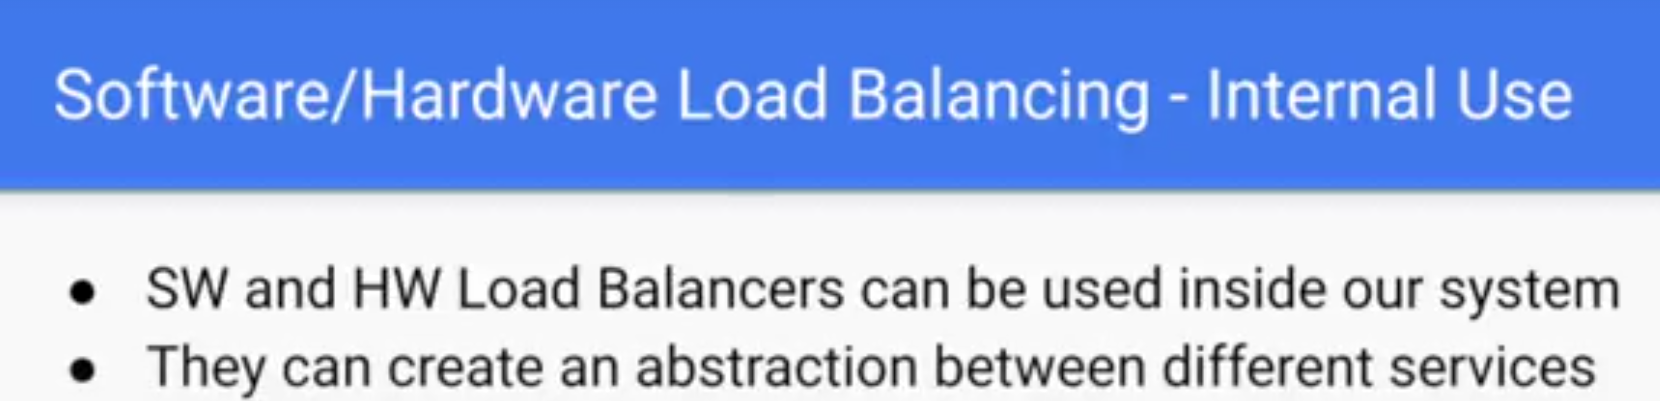 Software/Hardware Load Balancing - Internal Use
● SW and HW Load Balancers can be used inside our system
● They can create an abstraction between different services